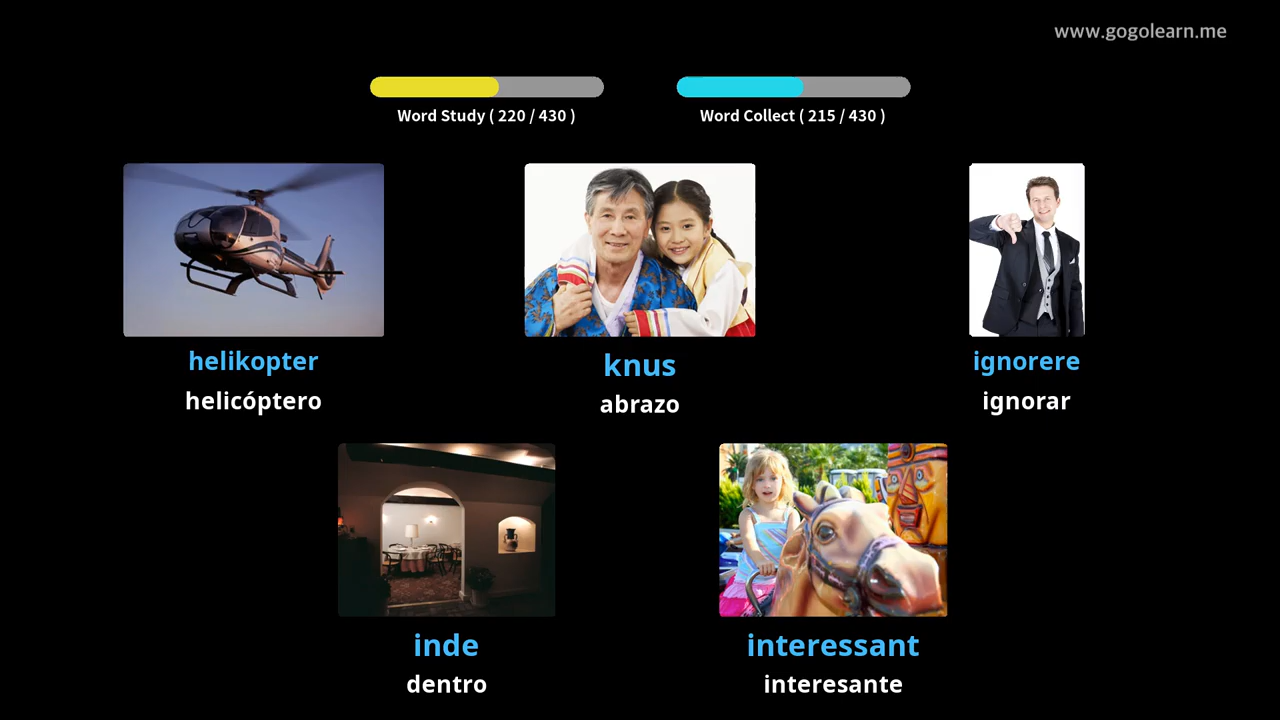 www.gogolearn.me
Word Study ( 220 / 430 )
Word Collect ( 215 / 430 )
helikopter
helicóptero
knus
abrazo
ignorere
ignorar
inde
dentro
interessant
interesante